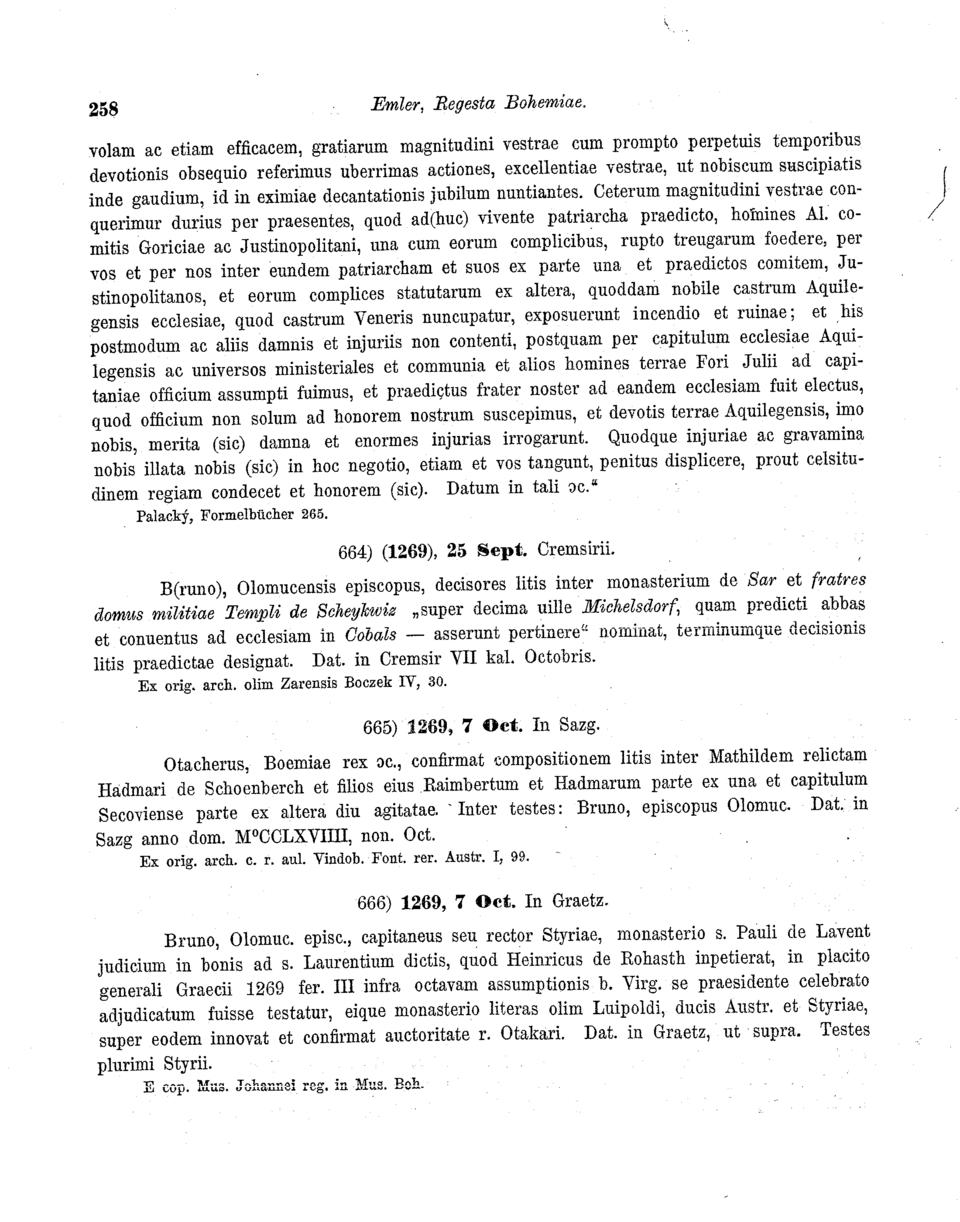 258
Emler, Regesta Bohemiae.
volam ac etiam efficacem, gratiarum magnitudini vestrae cum prompto perpetuis temporibus
devotionis obsequio referimus uberrimas actiones, excellentiae vestrae, ut nobiscum suscipiatis
inde gaudium, id in eximiae decantationis jubilum nuntiantes. Ceterum magnitudini vestrae con-
querimur durius per praesentes, quod ad(huc) vivente patriarcha praedicto, homines Al. co-
mitis Goriciae ac Justinopolitani, una cum eorum complicibus, rupto treugarum foedere, per
vos et per nos inter eundem patriarcham et suos ex parte una et praedictos comitem, Ju-
stinopolitanos, et eorum complices statutarum ex altera, quoddam nobile castrum Aquile-
gensis ecclesiae, quod castrum Veneris nuncupatur, exposuerunt incendio et ruinae; et his
postmodum ac aliis damnis et injuriis non contenti, postquam per capitulum ecclesiae Aqui-
legensis ac universos ministeriales et communia et alios homines terrae Fori Julii ad capi-
taniae officium assumpti fuimus, et praedictus frater noster ad eandem ecclesiam fuit electus,
quod officium non solum ad honorem nostrum suscepimus, et devotis terrae Aquilegensis, imo
nobis, merita (sic) damna et enormes injurias irrogarunt. Quodque injuriae ac gravamina
nobis illata nobis (sic) in hoc negotio, etiam et vos tangunt, penitus displicere, prout celsitu-
dinem regiam condecet et honorem (sic). Datum in tali ɔc.“
Palacký, Formelbücher 265.
664) (1269), 25 Sept. Cremsirii.
B(runo), Olomucensis episcopus, decisores litis inter monasterium de Sar et fratres
domus militiae Templi de Scheykwiz „super decima uille Michelsdorf, quam predicti abbas
et conuentus ad ecclesiam in Cobals — asserunt pertinere“ nominat, terminumque decisionis
litis praedictae designat. Dat. in Cremsir VII kal. Octobris.
Ex orig. arch. olim Zarensis Boczek IV, 30.
665) 1269, 7 Oct. In Sazg.
Otacherus, Boemiae rex ɔc., confirmat compositionem litis inter Mathildem relictam
Hadmari de Schoenberch et filios eius Raimbertum et Hadmarum parte ex una et capitulum
Secoviense parte ex altera diu agitatae. Inter testes: Bruno, episcopus Olomuc. Dat. in
Sazg anno dom. M⁰CCLXVIIII, non. Oct.
Ex orig. arch. c. r. aul. Vindob. Font. rer. Austr. I, 99.
666) 1269, 7 Oct. In Graetz.
Bruno, Olomuc. episc., capitaneus seu rector Styriae, monasterio s. Pauli de Lavent
judicium in bonis ad s. Laurentium dictis, quod Heinricus de Rohasth inpetierat, in placito
generali Graecii 1269 fer. III infra octavam assumptionis b. Virg. se praesidente celebrato
adjudicatum fuisse testatur, eique monasterio literas olim Luipoldi, ducis Austr. et Styriae,
super eodem innovat et confirmat auctoritate r. Otakari. Dat. in Graetz, ut supra. Testes
plurimi Styrii.
E cop. Mus. Johannei reg. in Mus. Boh.